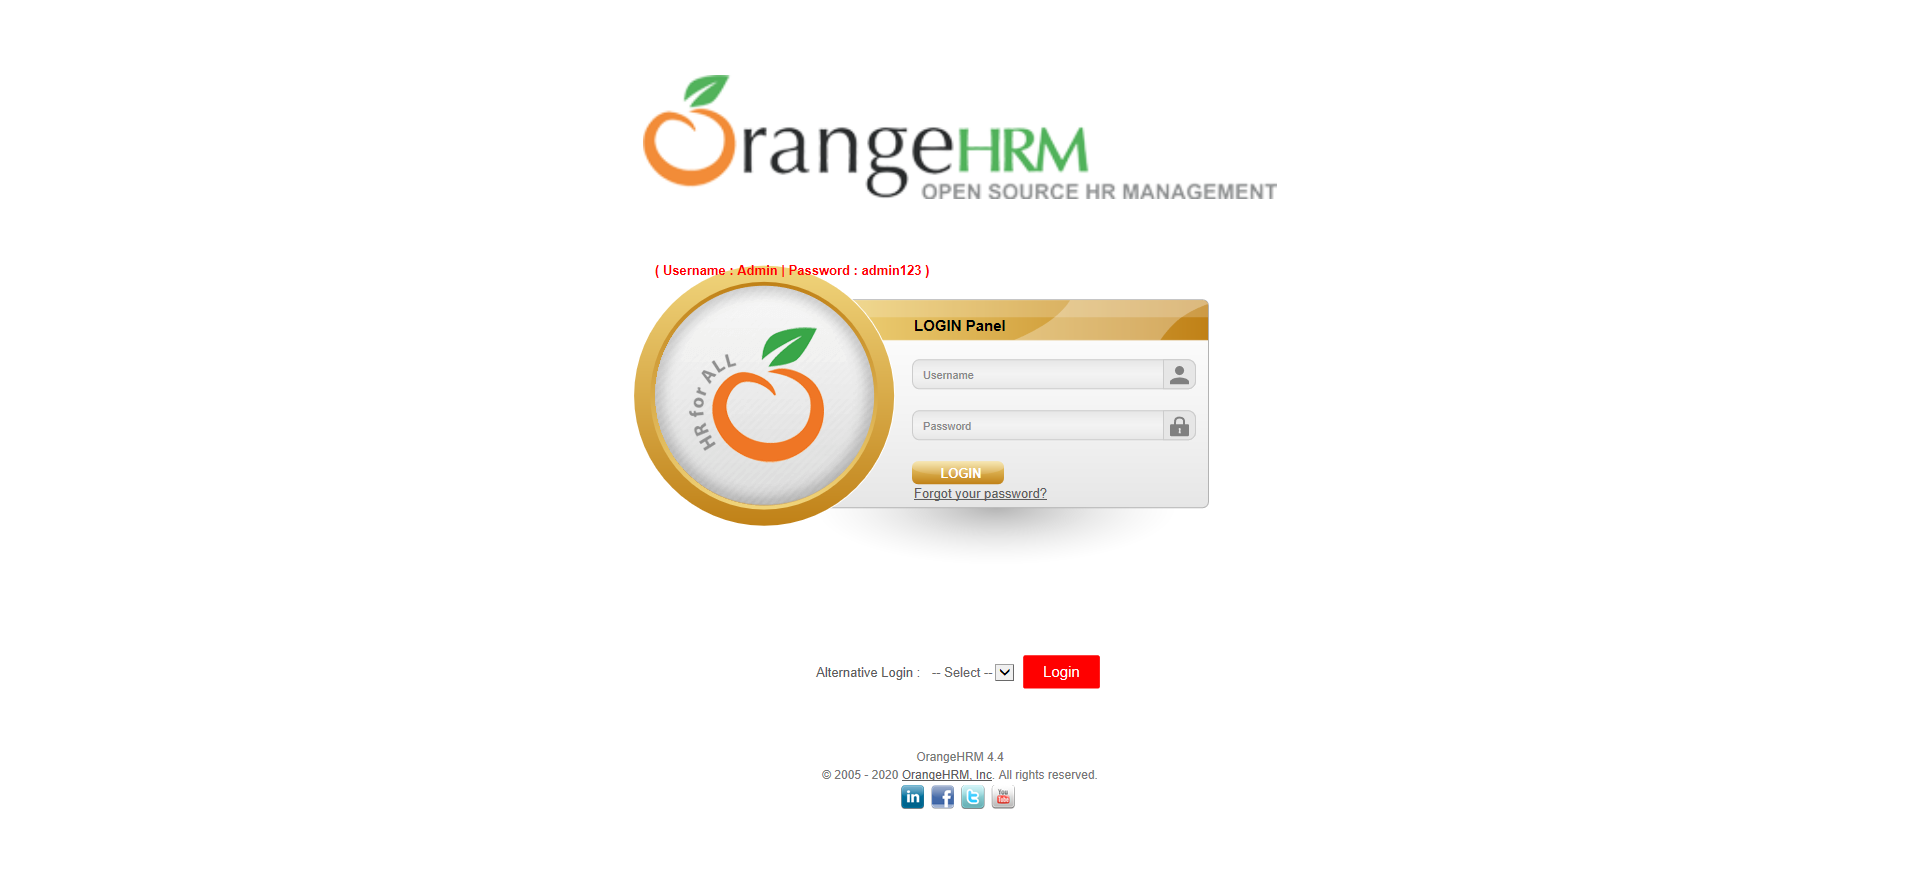 OrangeHRM
OPEN SOURCE HR MANAGEMENT
( Username : Admin | Password : admin123 )
LOGIN Panel
HR for ALL
Username
Password
LOGIN
Forgot your password?
Alternative Login : -- Select -- Login
OrangeHRM 4.4
© 2005 - 2020 OrangeHRM, Inc. All rights reserved.
in f t You Tube